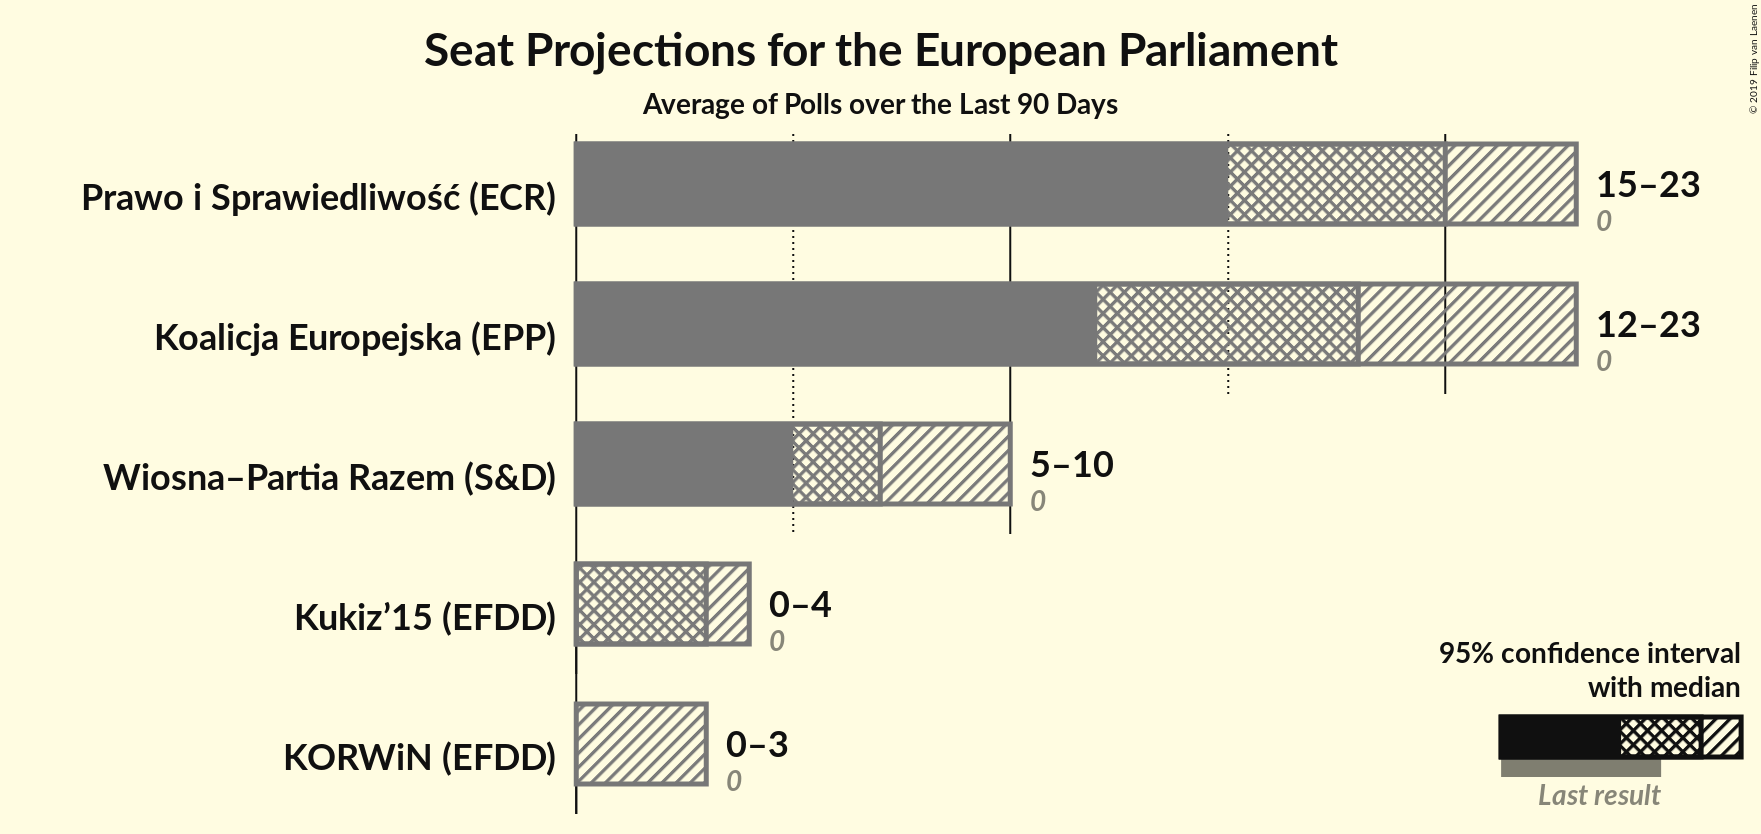 Seat Projections for the European Parliament
Average of Polls over the Last 90 Days
© 2019 Filip van Laenen
Prawo i Sprawiedliwość (ECR)
15–23
0
Koalicja Europejska (EPP)
12–23
0
Wiosna–Partia Razem (S&D)
5–10
0
Kukiz’15 (EFDD)
0–4
0
KORWiN (EFDD)
0–3
0
95% confidence interval
with median
Last result